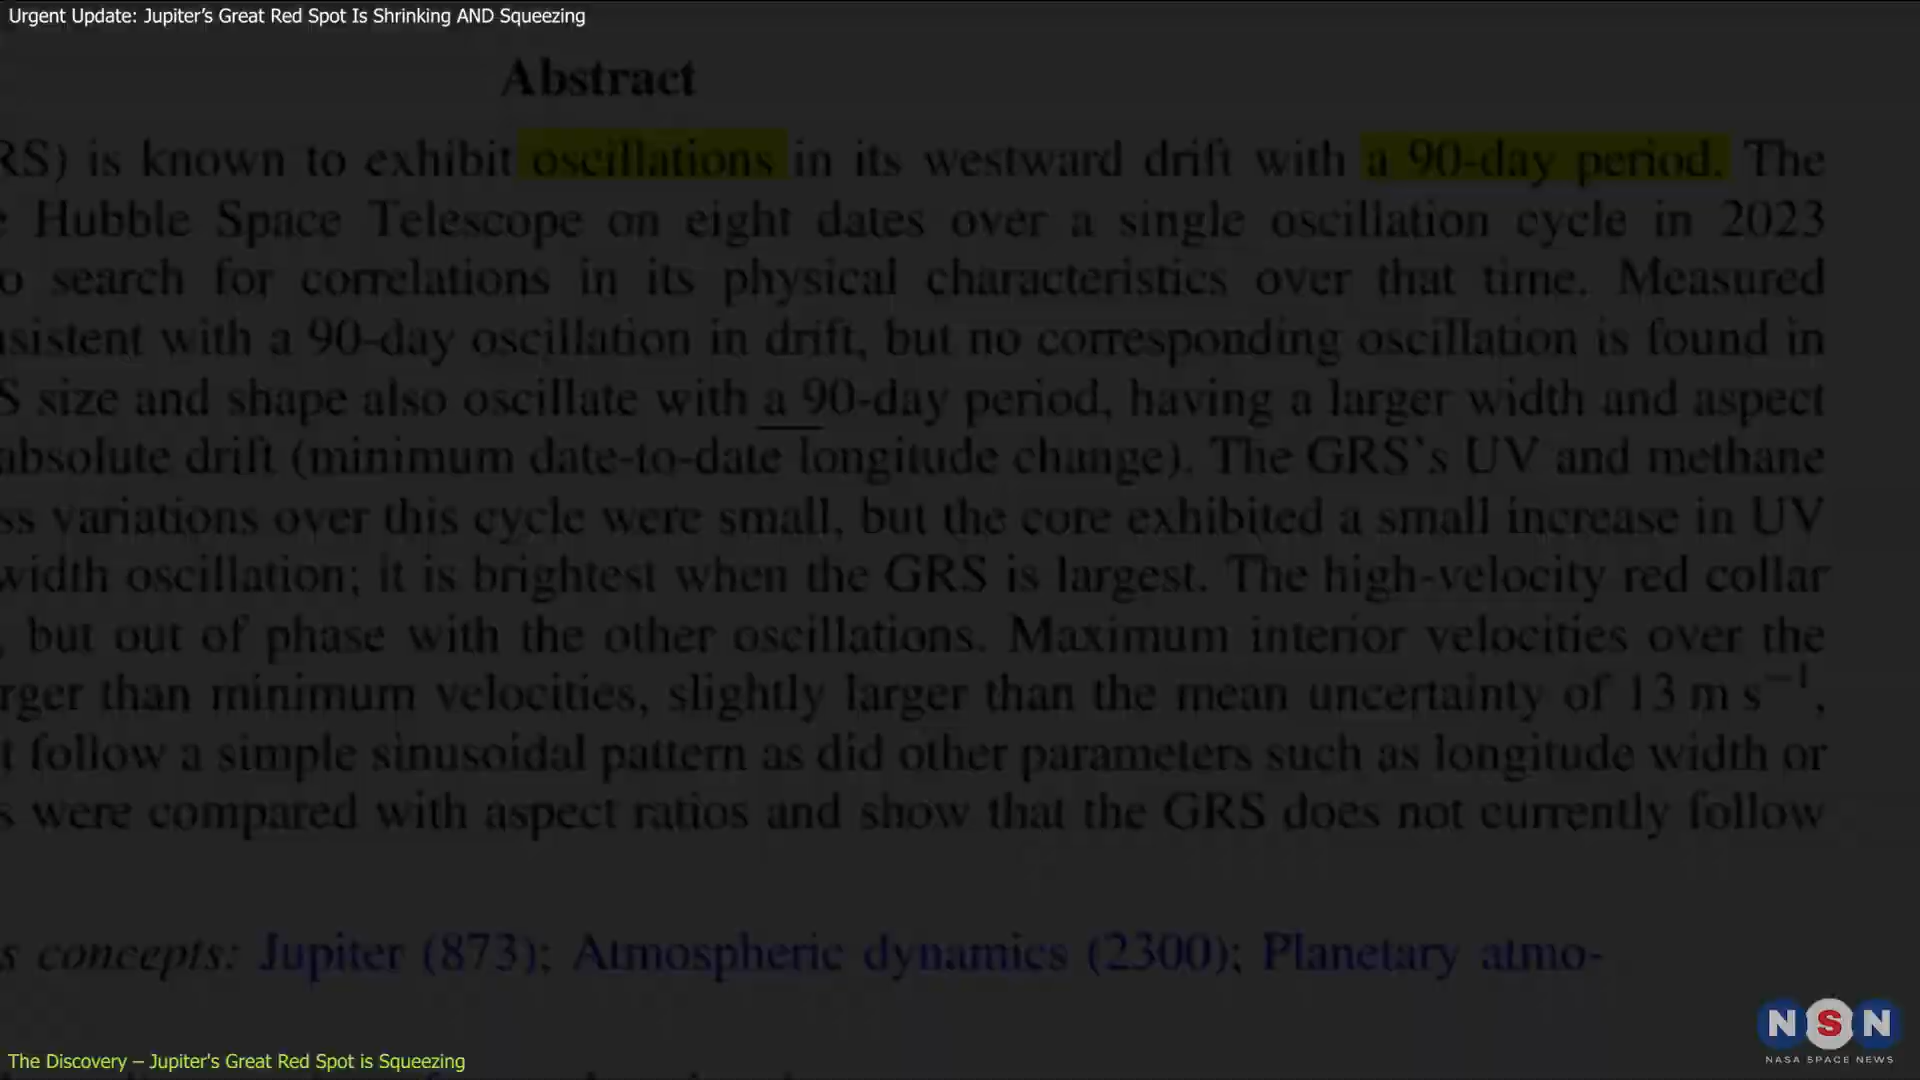 Urgent Update: Jupiter’s Great Red Spot Is Shrinking AND Squeezing
Abstract
RS) is known to exhibit oscillations in its westward drift with a 90-day period. The
Hubble Space Telescope on eight dates over a single oscillation cycle in 2023
o search for correlations in its physical characteristics over that time. Measured
sistent with a 90-day oscillation in drift, but no corresponding oscillation is found in
S size and shape also oscillate with a 90-day period, having a larger width and aspect
absolute drift (minimum date-to-date longitude change). The GRS's UV and methane
ss variations over this cycle were small, but the core exhibited a small increase in UV
width oscillation; it is brightest when the GRS is largest. The high-velocity red collar
, but out of phase with the other oscillations. Maximum interior velocities over the
rger than minimum velocities, slightly larger than the mean uncertainty of 13 m s⁻¹,
t follow a simple sinusoidal pattern as did other parameters such as longitude width or
s were compared with aspect ratios and show that the GRS does not currently follow
s concepts: Jupiter (873); Atmospheric dynamics (2300); Planetary atmo-
NSN
NASA SPACE NEWS
The Discovery – Jupiter's Great Red Spot is Squeezing